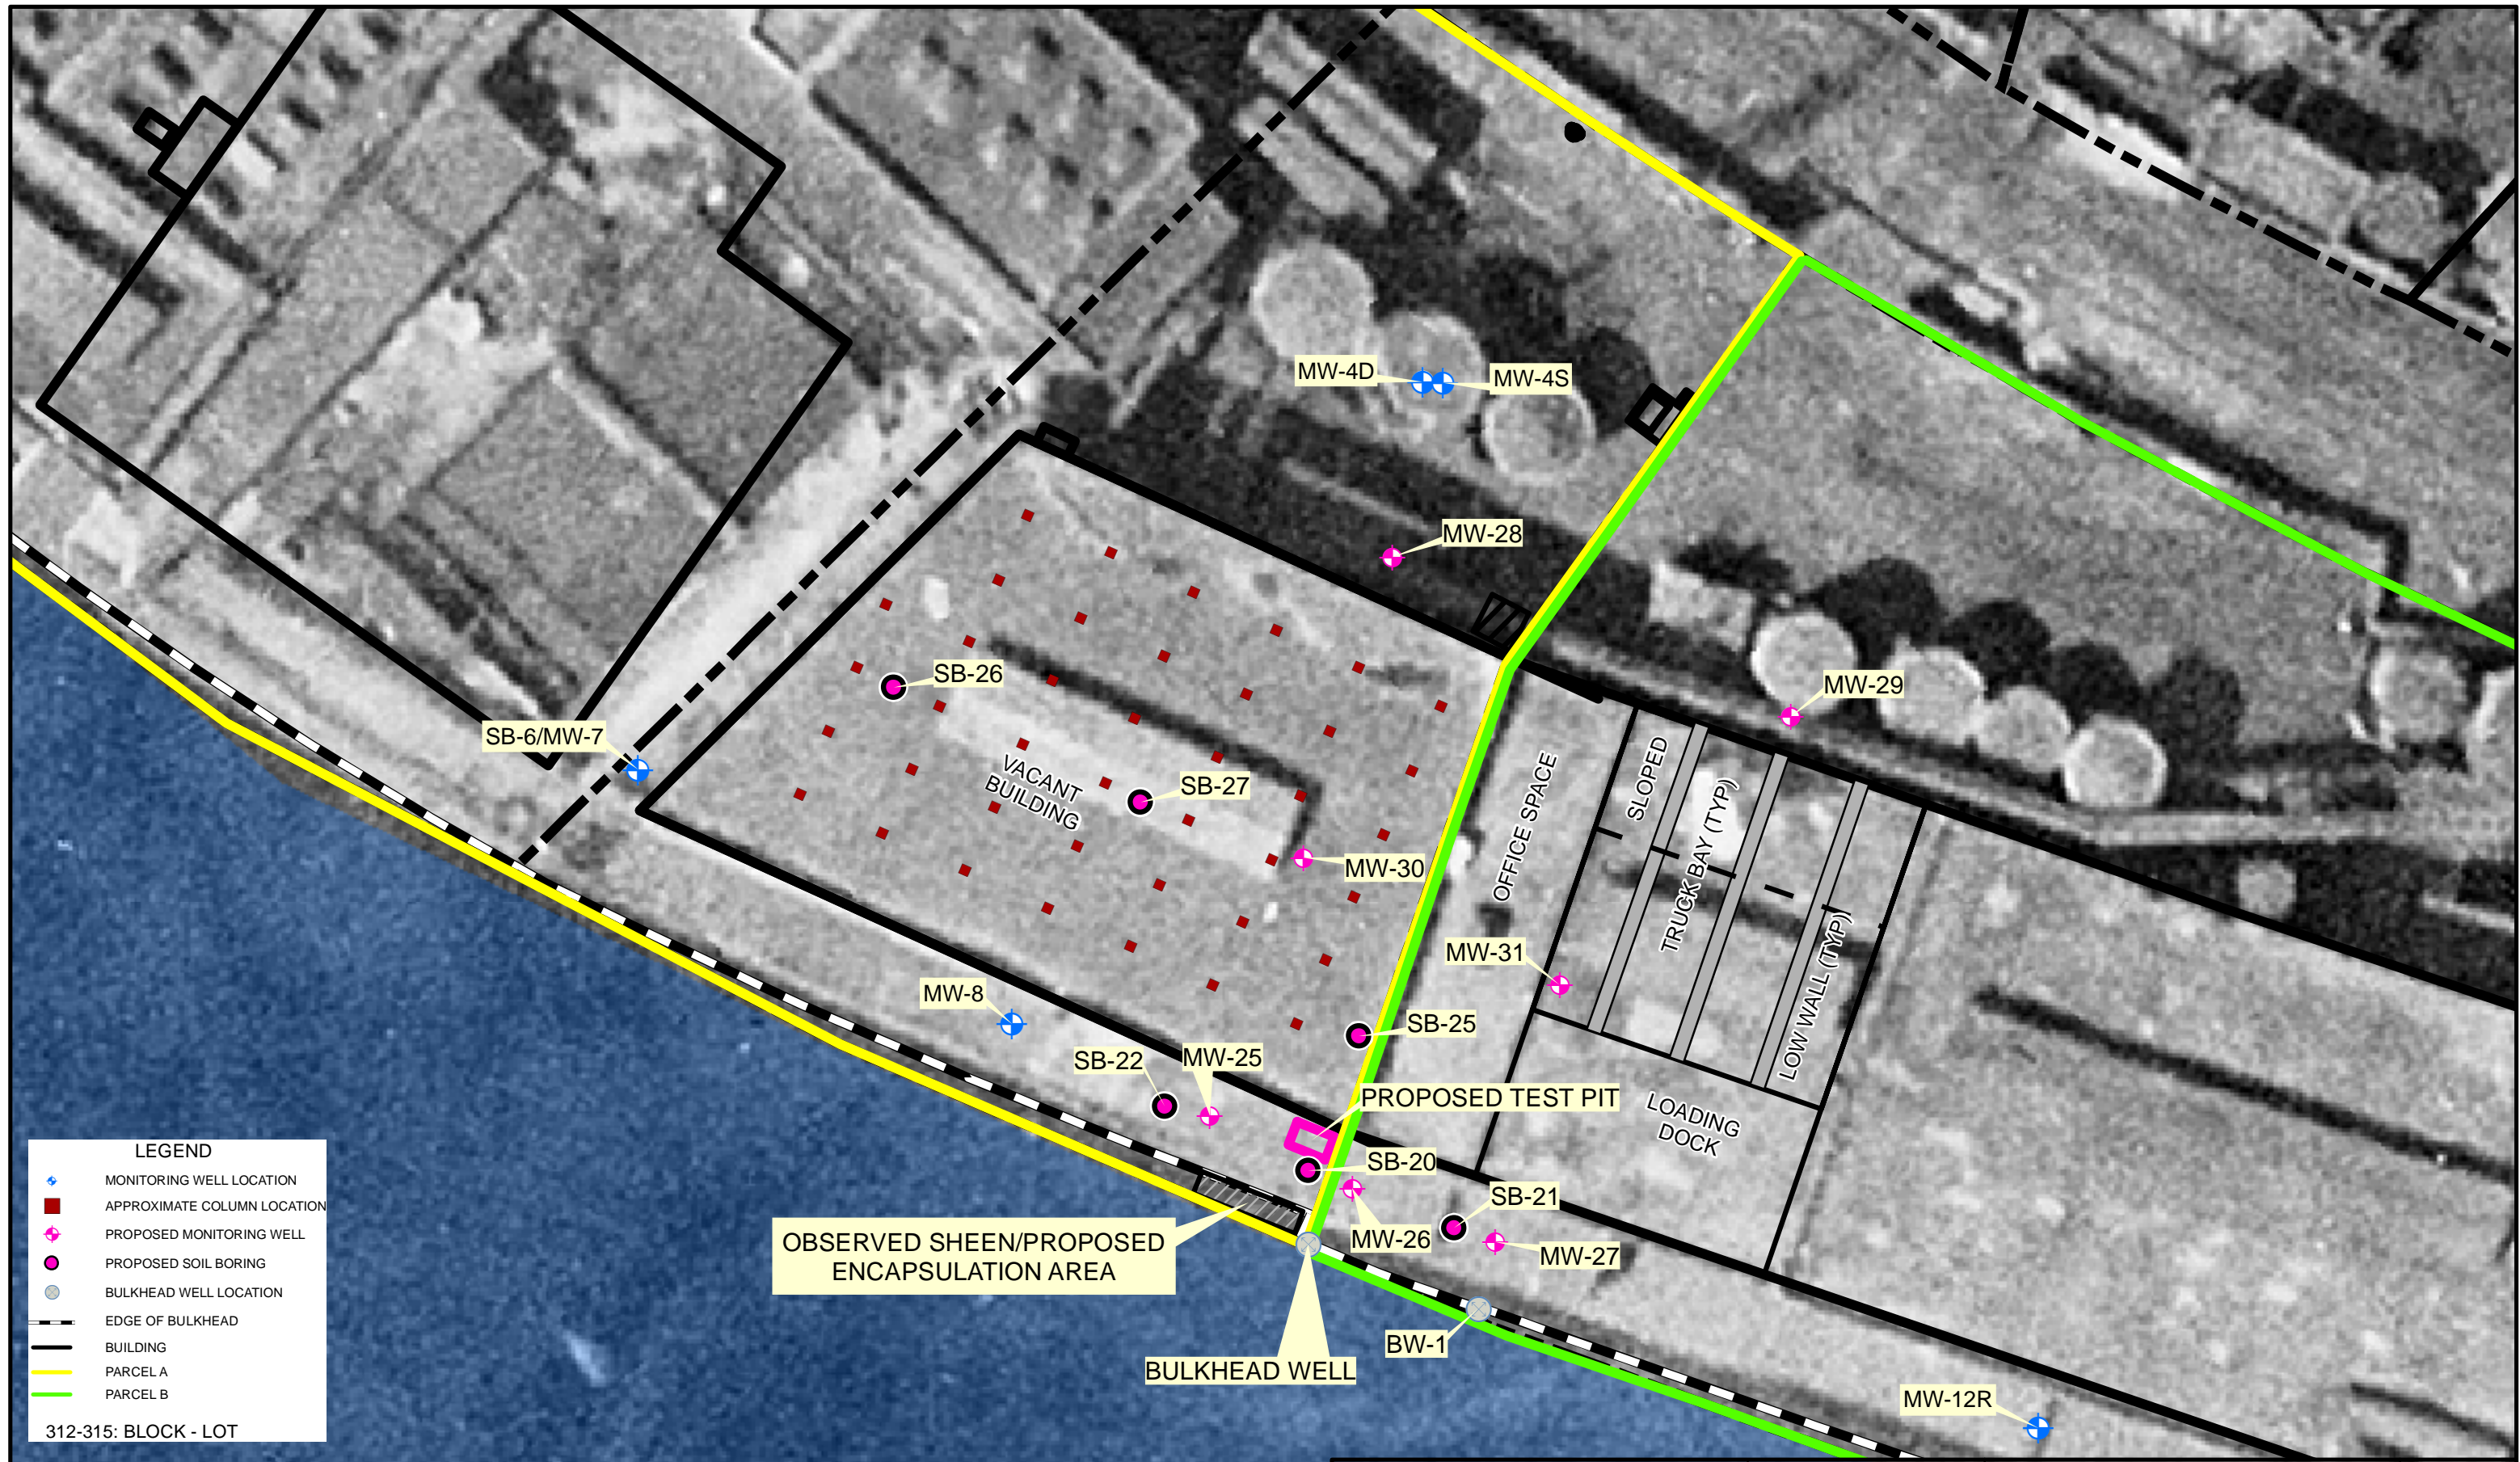 MW-4D
MW-4S
MW-28
SB-26
MW-29
SB-6/MW-7
VACANT
BUILDING
SB-27
OFFICE SPACE
SLOPED
TRUCK BAY (TYP)
LOW WALL (TYP)
MW-30
MW-31
MW-8
SB-25
SB-22
MW-25
PROPOSED TEST PIT
LOADING
DOCK
SB-20
SB-21
MW-26
MW-27
OBSERVED SHEEN/PROPOSED
ENCAPSULATION AREA
BW-1
BULKHEAD WELL
MW-12R
LEGEND
MONITORING WELL LOCATION
APPROXIMATE COLUMN LOCATION
PROPOSED MONITORING WELL
PROPOSED SOIL BORING
BULKHEAD WELL LOCATION
EDGE OF BULKHEAD
BUILDING
PARCEL A
PARCEL B
312-315: BLOCK - LOT